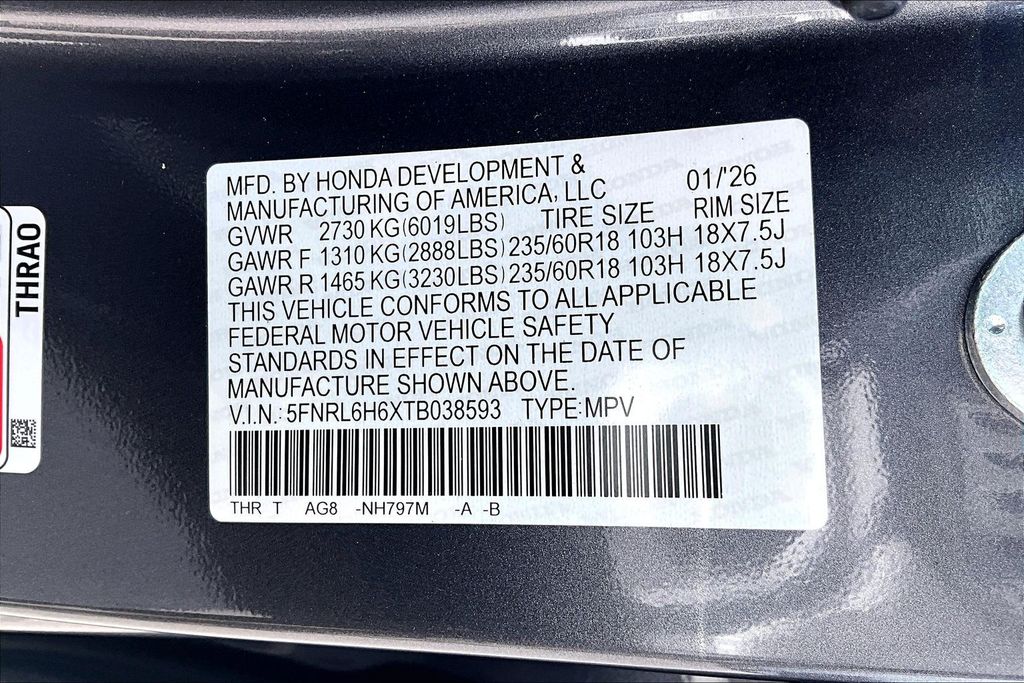 MFD. BY HONDA DEVELOPMENT &
MANUFACTURING OF AMERICA, LLC 01/'26
GVWR 2730 KG(6019LBS) TIRE SIZE RIM SIZE
GAWR F 1310 KG(2888LBS) 235/60R18 103H 18X7.5J
GAWR R 1465 KG(3230LBS) 235/60R18 103H 18X7.5J
THIS VEHICLE CONFORMS TO ALL APPLICABLE
FEDERAL MOTOR VEHICLE SAFETY
STANDARDS IN EFFECT ON THE DATE OF
MANUFACTURE SHOWN ABOVE.
V.I.N.: 5FNRL6H6XTB038593 TYPE:MPV
THR T AG8 -NH797M -A -B
THRAO